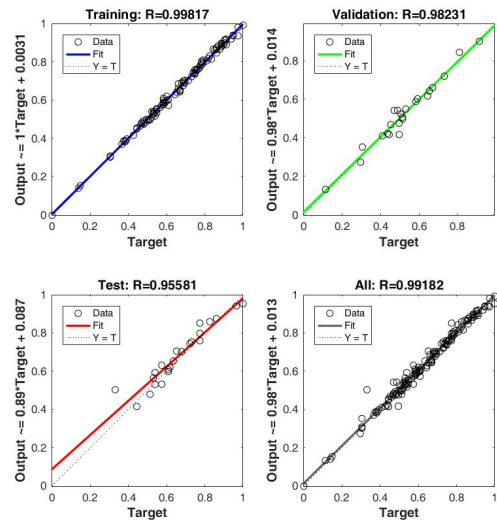 Training: R=0.99817
Output ~= 1*Target + 0.0031
1
0.8
0.6
0.4
0.2
0
Data
Fit
Y = T
0 0.2 0.4 0.6 0.8 1
Target
Validation: R=0.98231
Output ~= 0.98*Target + 0.014
1
0.8
0.6
0.4
0.2
0
Data
Fit
Y = T
0 0.2 0.4 0.6 0.8 1
Target
Test: R=0.95581
Output ~= 0.89*Target + 0.087
1
0.8
0.6
0.4
0.2
0
Data
Fit
Y = T
0 0.2 0.4 0.6 0.8 1
Target
All: R=0.99182
Output ~= 0.98*Target + 0.013
1
0.8
0.6
0.4
0.2
0
Data
Fit
Y = T
0 0.2 0.4 0.6 0.8 1
Target